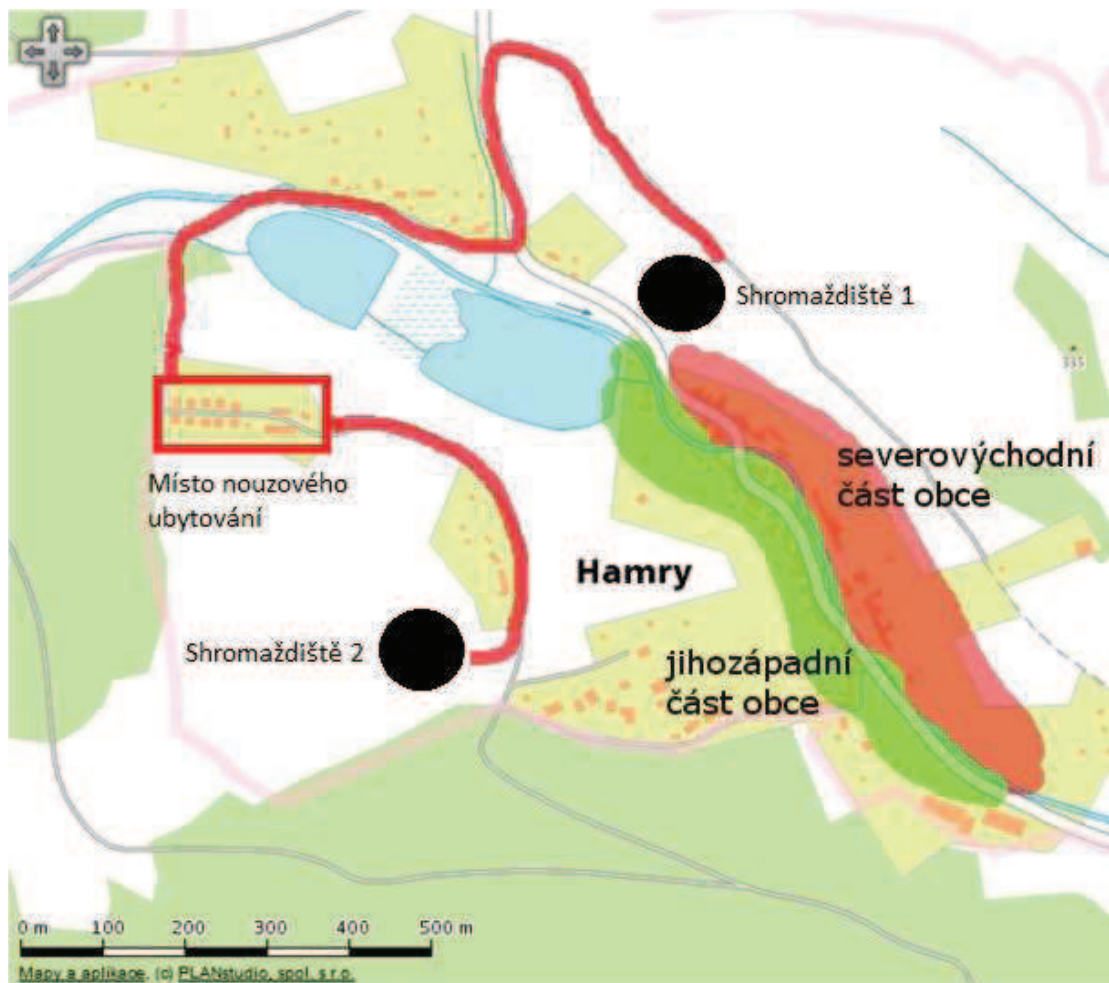 Shromaždiště 1
335
severovýchodní
část obce
Místo nouzového
ubytování
Hamry
Shromaždiště 2
jihozápadní
část obce
0 m 100 200 300 400 500 m
Mapy a aplikace, (c) PLANstudio, spol. s r.o.